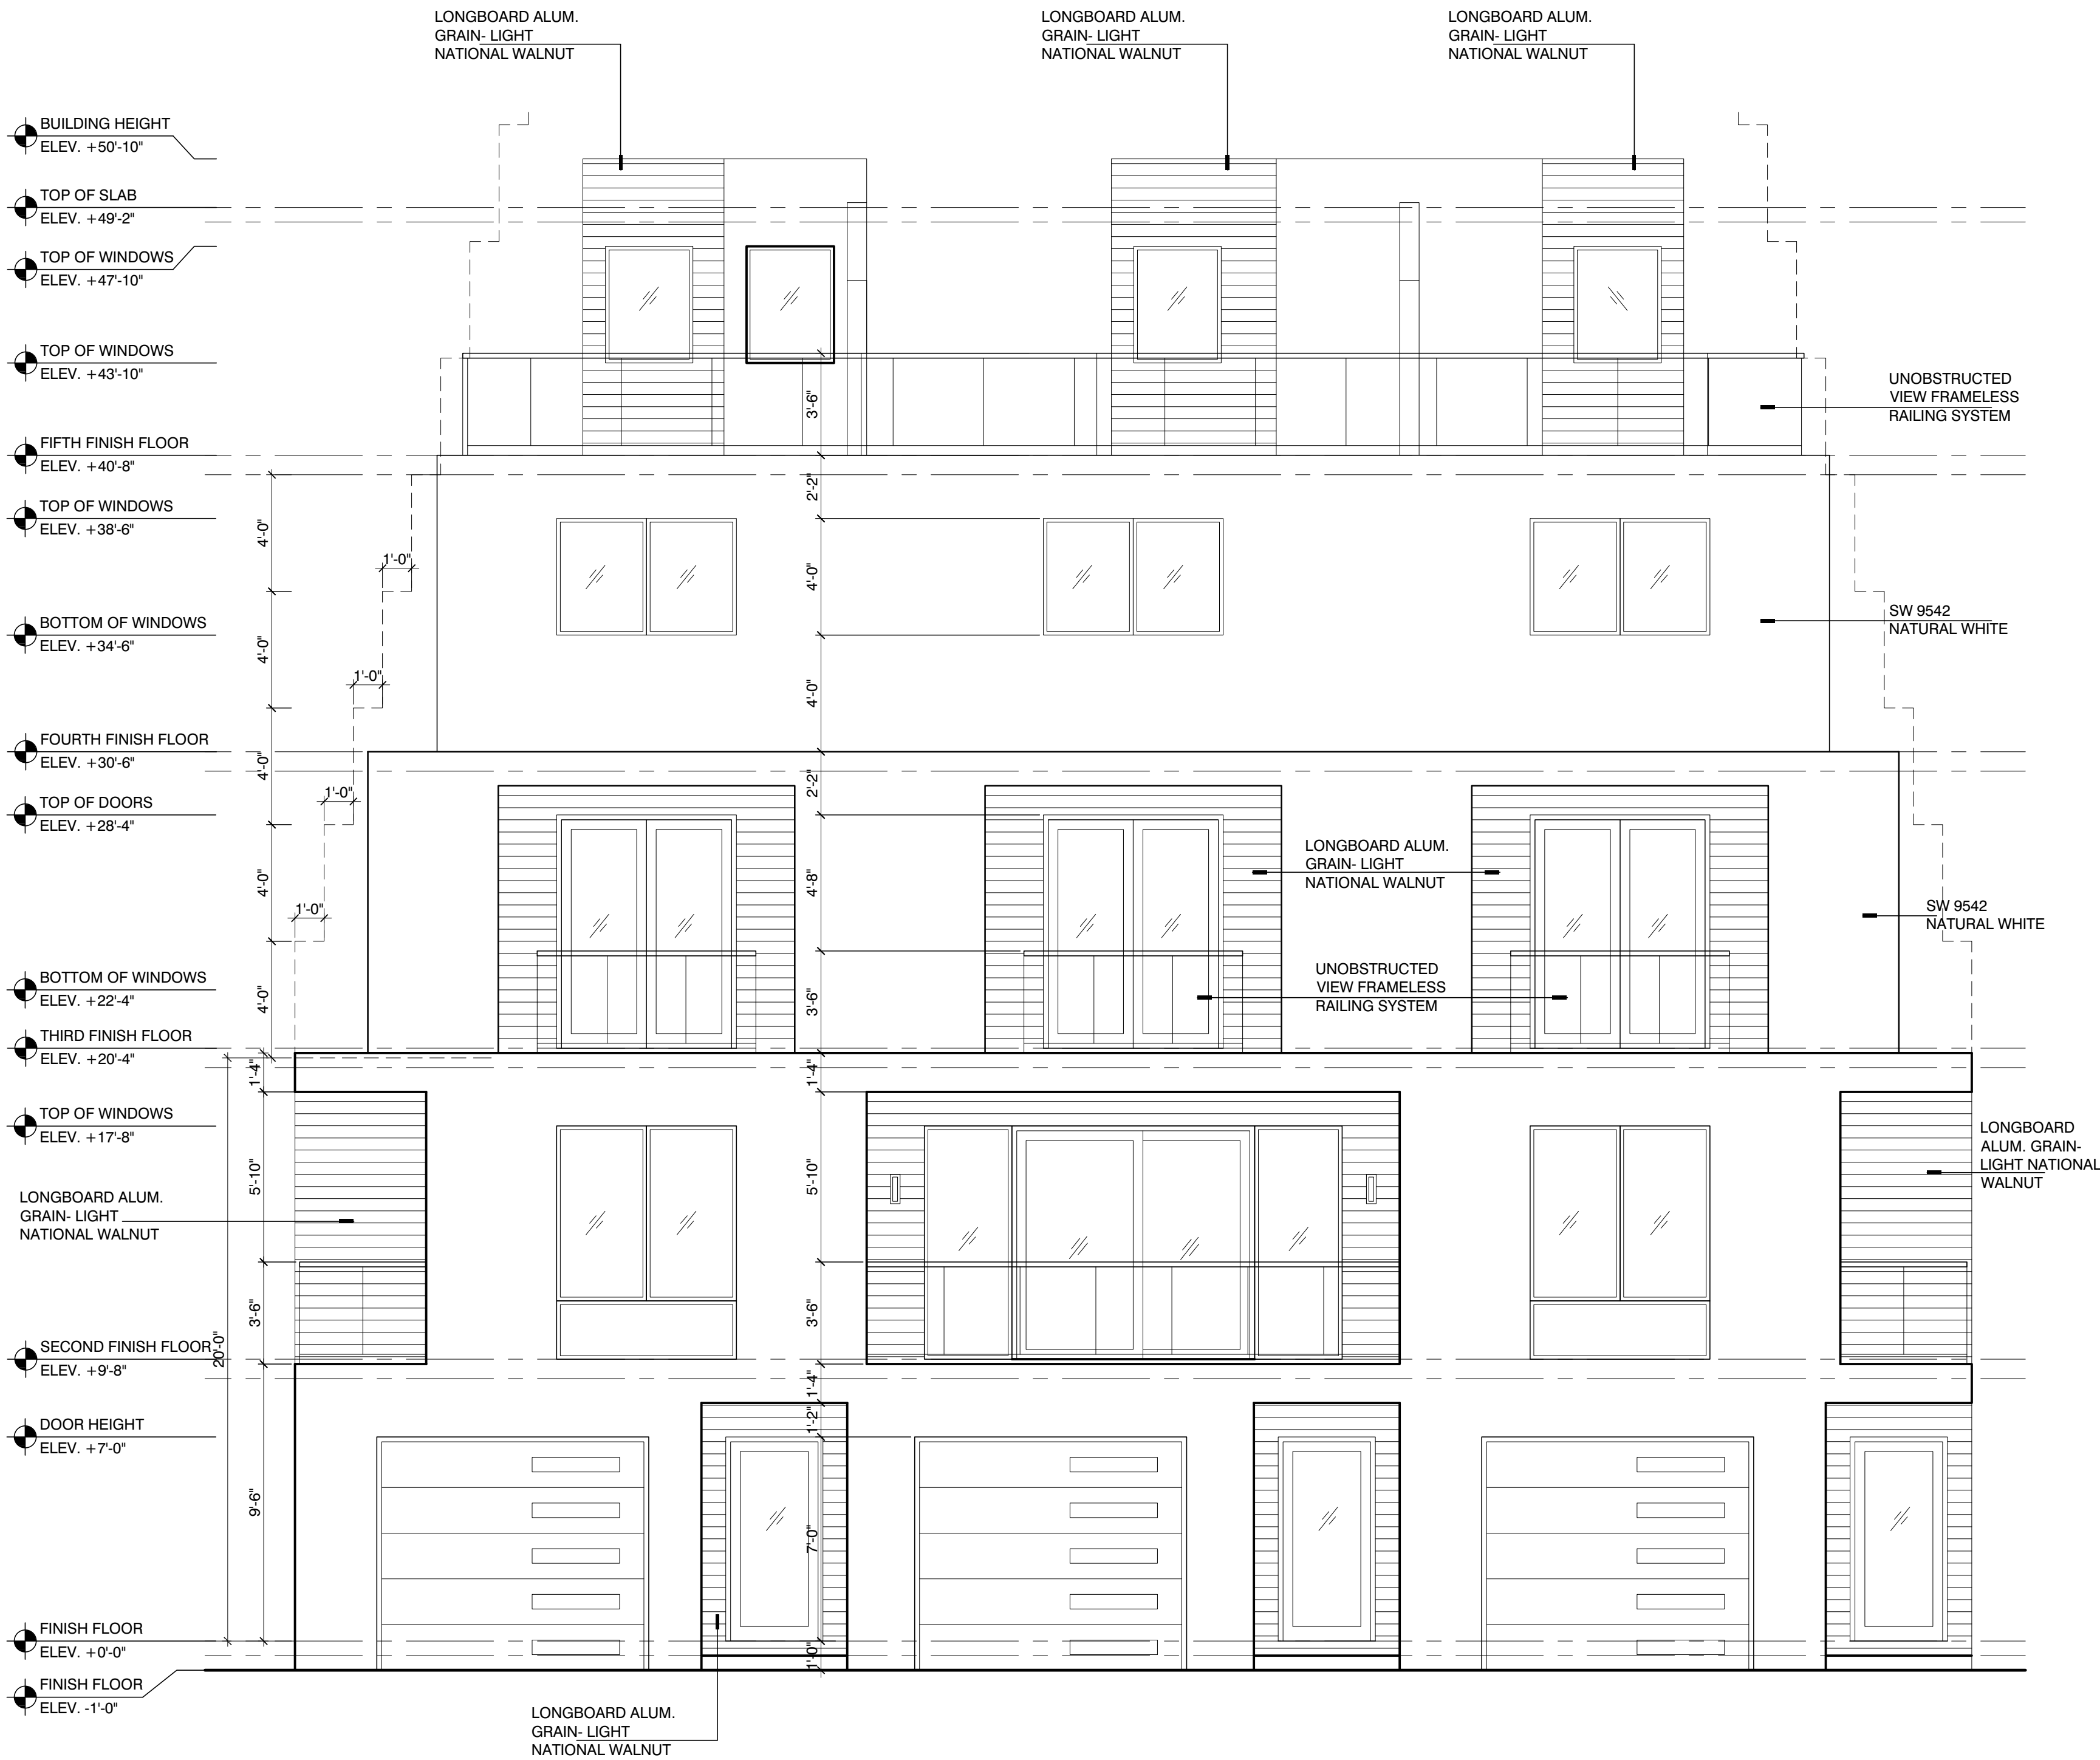 LONGBOARD ALUM.
GRAIN- LIGHT
NATIONAL WALNUT
LONGBOARD ALUM.
GRAIN- LIGHT
NATIONAL WALNUT
LONGBOARD ALUM.
GRAIN- LIGHT
NATIONAL WALNUT
BUILDING HEIGHT
ELEV. +50'-10"
TOP OF SLAB
ELEV. +49'-2"
TOP OF WINDOWS
ELEV. +47'-10"
TOP OF WINDOWS
ELEV. +43'-10"
FIFTH FINISH FLOOR
ELEV. +40'-8"
TOP OF WINDOWS
ELEV. +38'-6"
BOTTOM OF WINDOWS
ELEV. +34'-6"
FOURTH FINISH FLOOR
ELEV. +30'-6"
TOP OF DOORS
ELEV. +28'-4"
BOTTOM OF WINDOWS
ELEV. +22'-4"
THIRD FINISH FLOOR
ELEV. +20'-4"
TOP OF WINDOWS
ELEV. +17'-8"
LONGBOARD ALUM.
GRAIN- LIGHT
NATIONAL WALNUT
SECOND FINISH FLOOR
ELEV. +9'-8"
DOOR HEIGHT
ELEV. +7'-0"
FINISH FLOOR
ELEV. +0'-0"
FINISH FLOOR
ELEV. -1'-0"
4'-0"
4'-0"
4'-0"
4'-0"
4'-0"
1'-0"
1'-0"
1'-0"
1'-0"
20'-0"
1'-4"
5'-10"
3'-6"
9'-6"
3'-6"
2'-2"
4'-0"
4'-0"
2'-2"
4'-8"
3'-6"
1'-4"
5'-10"
3'-6"
1'-4"
1'-2"
7'-0"
1'-0"
UNOBSTRUCTED
VIEW FRAMELESS
RAILING SYSTEM
SW 9542
NATURAL WHITE
LONGBOARD ALUM.
GRAIN- LIGHT
NATIONAL WALNUT
SW 9542
NATURAL WHITE
UNOBSTRUCTED
VIEW FRAMELESS
RAILING SYSTEM
LONGBOARD
ALUM. GRAIN-
LIGHT NATIONAL
WALNUT
LONGBOARD ALUM.
GRAIN- LIGHT
NATIONAL WALNUT